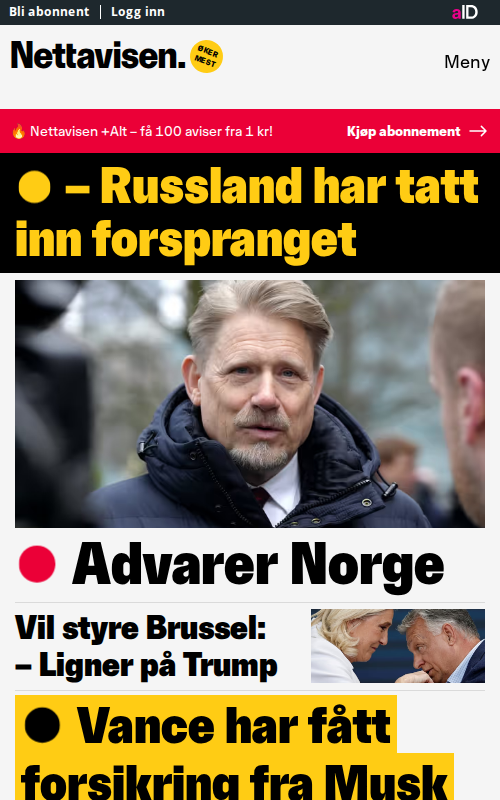 Bli abonnent | Logg inn
aID
Nettavisen.
ØKER
MEST
Meny
🔥 Nettavisen +Alt – få 100 aviser fra 1 kr!
Kjøp abonnement →
– Russland har tatt
inn forspranget
Advarer Norge
Vil styre Brussel:
– Ligner på Trump
Vance har fått
forsikring fra Musk